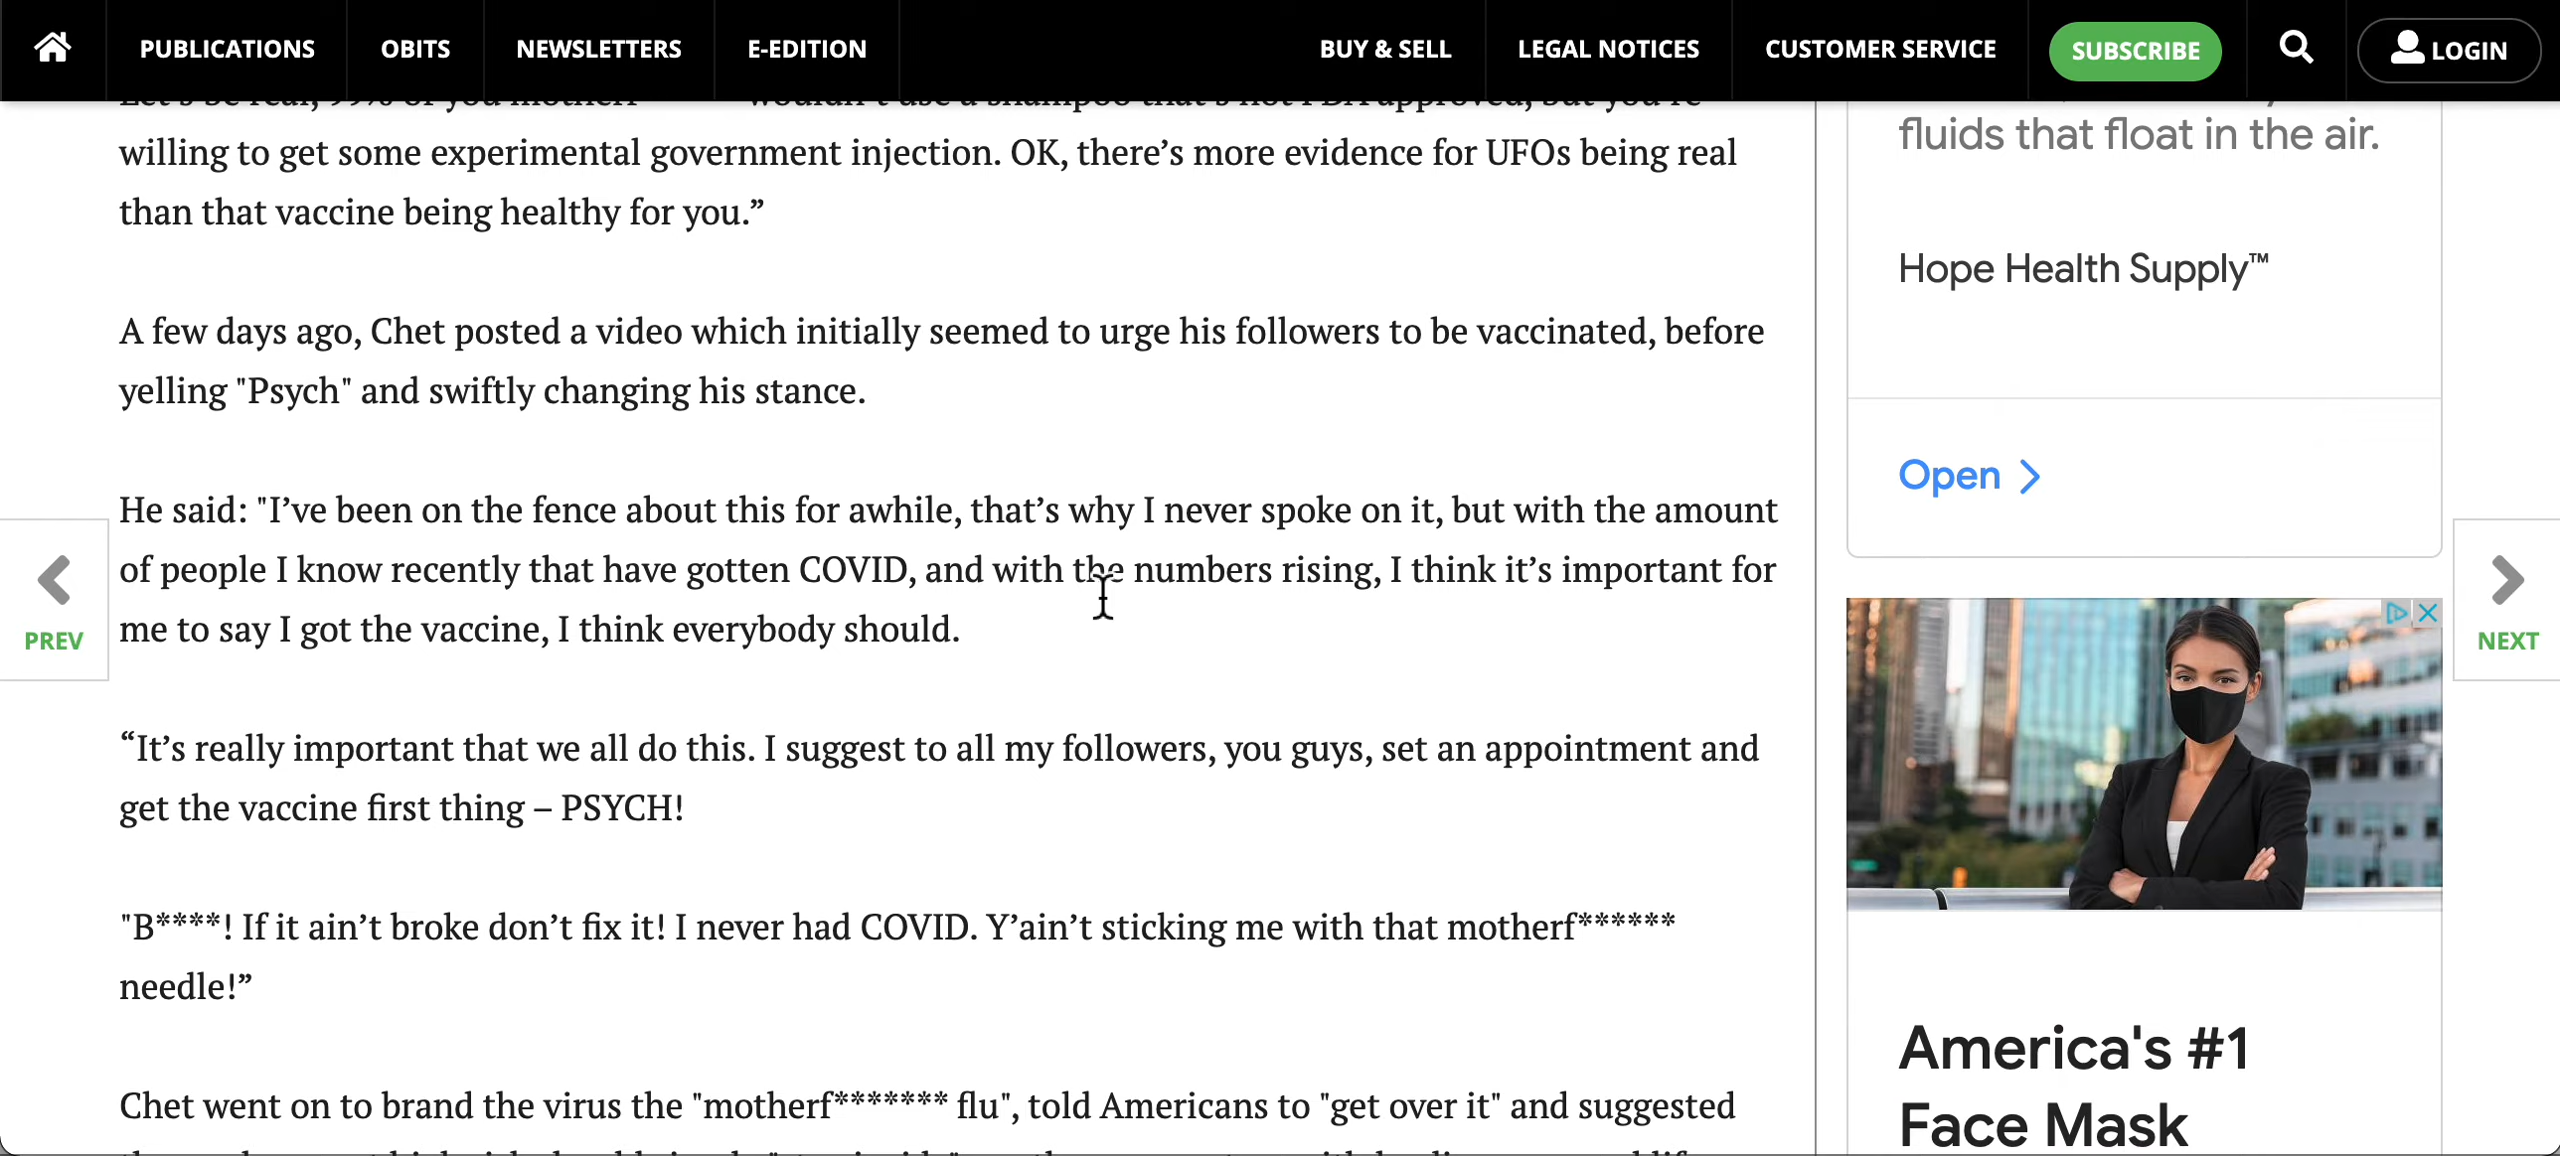 PUBLICATIONS
OBITS
NEWSLETTERS
E-EDITION
BUY & SELL
LEGAL NOTICES
CUSTOMER SERVICE
SUBSCRIBE
LOGIN
willing to get some experimental government injection. OK, there’s more evidence for UFOs being real
than that vaccine being healthy for you.”
A few days ago, Chet posted a video which initially seemed to urge his followers to be vaccinated, before
yelling "Psych" and swiftly changing his stance.
He said: "I’ve been on the fence about this for awhile, that’s why I never spoke on it, but with the amount
of people I know recently that have gotten COVID, and with the numbers rising, I think it’s important for
me to say I got the vaccine, I think everybody should.
“It’s really important that we all do this. I suggest to all my followers, you guys, set an appointment and
get the vaccine first thing – PSYCH!
"B****! If it ain’t broke don’t fix it! I never had COVID. Y’ain’t sticking me with that motherf******
needle!”
Chet went on to brand the virus the "motherf******* flu", told Americans to "get over it" and suggested
PREV
NEXT
fluids that float in the air.
Hope Health Supply™
Open
America's #1
Face Mask